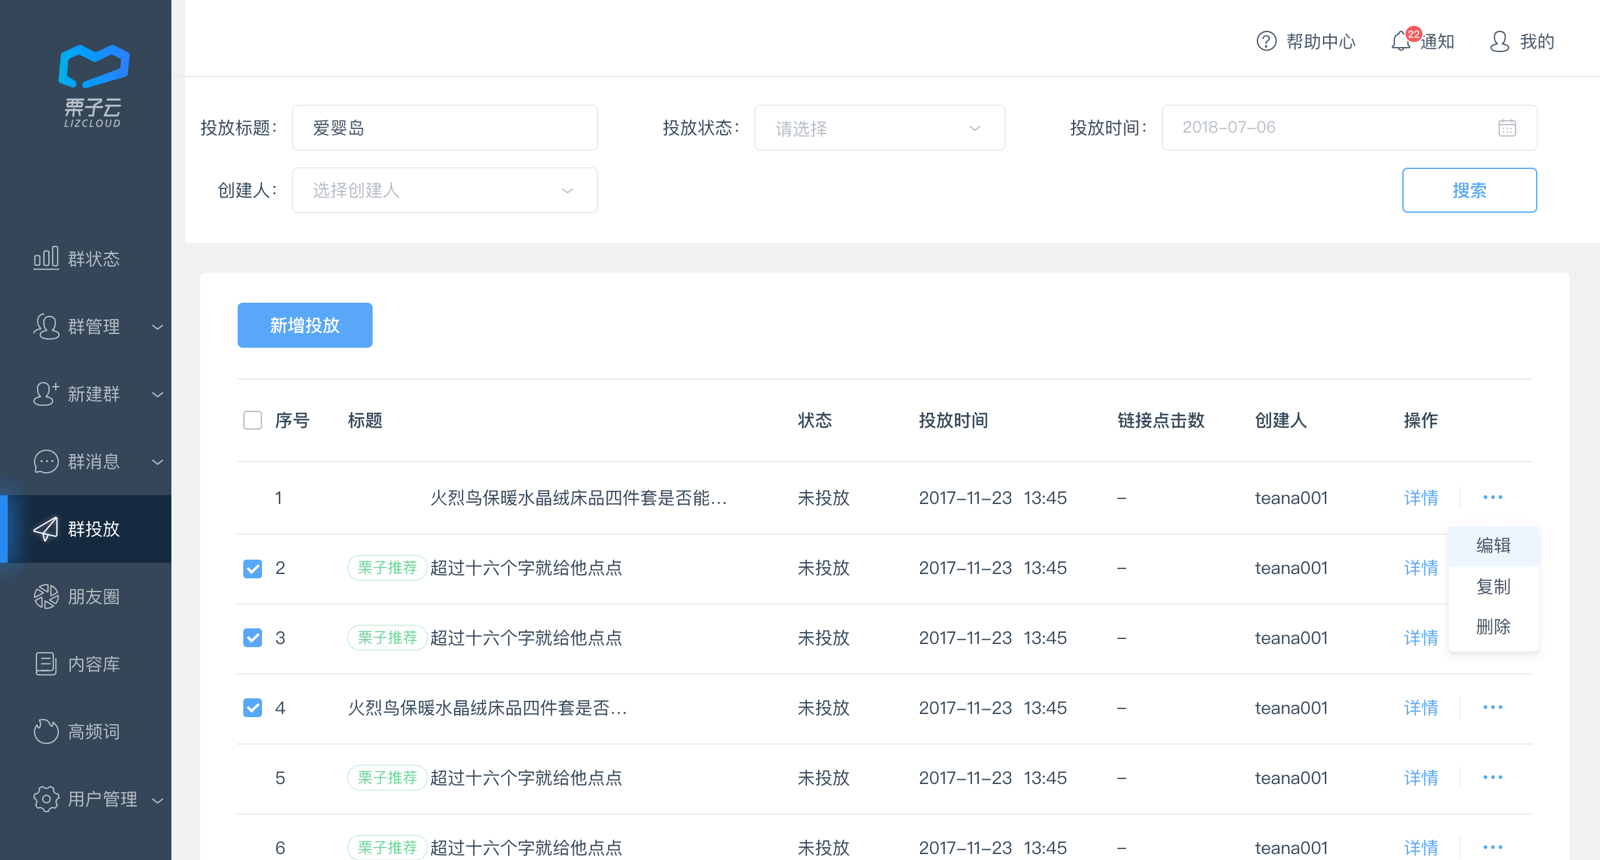 帮助中心
22
通知
我的
栗子云
LIZCLOUD
投放标题：
爱婴岛
投放状态：
请选择
投放时间：
2018-07-06
创建人：
选择创建人
搜索
群状态
群管理
新建群
群消息
群投放
朋友圈
内容库
高频词
用户管理
新增投放
序号 标题 状态 投放时间 链接点击数 创建人 操作
1 火烈鸟保暖水晶绒床品四件套是否能... 未投放 2017-11-23 13:45 – teana001 详情 ...
2 栗子推荐 超过十六个字就给他点点 未投放 2017-11-23 13:45 – teana001 详情
3 栗子推荐 超过十六个字就给他点点 未投放 2017-11-23 13:45 – teana001 详情
4 火烈鸟保暖水晶绒床品四件套是否... 未投放 2017-11-23 13:45 – teana001 详情 ...
5 栗子推荐 超过十六个字就给他点点 未投放 2017-11-23 13:45 – teana001 详情 ...
6 栗子推荐 超过十六个字就给他点点 未投放 2017-11-23 13:45 – teana001 详情 ...
编辑
复制
删除